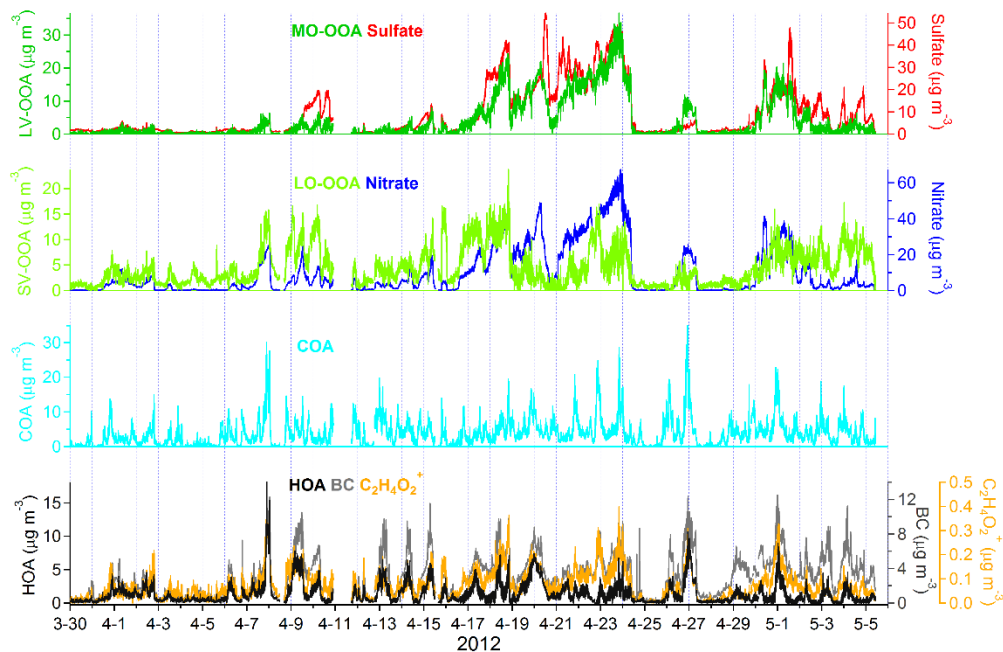 MO-OOA Sulfate
LV-OOA (µg m⁻³)
30
20
10
0
Sulfate (µg m⁻³)
50
40
30
20
10
0
LO-OOA Nitrate
SV-OOA (µg m⁻³)
20
15
10
5
0
Nitrate (µg m⁻³)
60
40
20
0
COA
COA (µg m⁻³)
30
20
10
0
HOA BC C₂H₄O₂⁺
HOA (µg m⁻³)
15
10
5
0
BC (µg m⁻³)
12
8
4
0
C₂H₄O₂⁺ (µg m⁻³)
0.5
0.4
0.3
0.2
0.1
0.0
3-30 4-1 4-3 4-5 4-7 4-9 4-11 4-13 4-15 4-17 4-19 4-21 4-23 4-25 4-27 4-29 5-1 5-3 5-5
2012